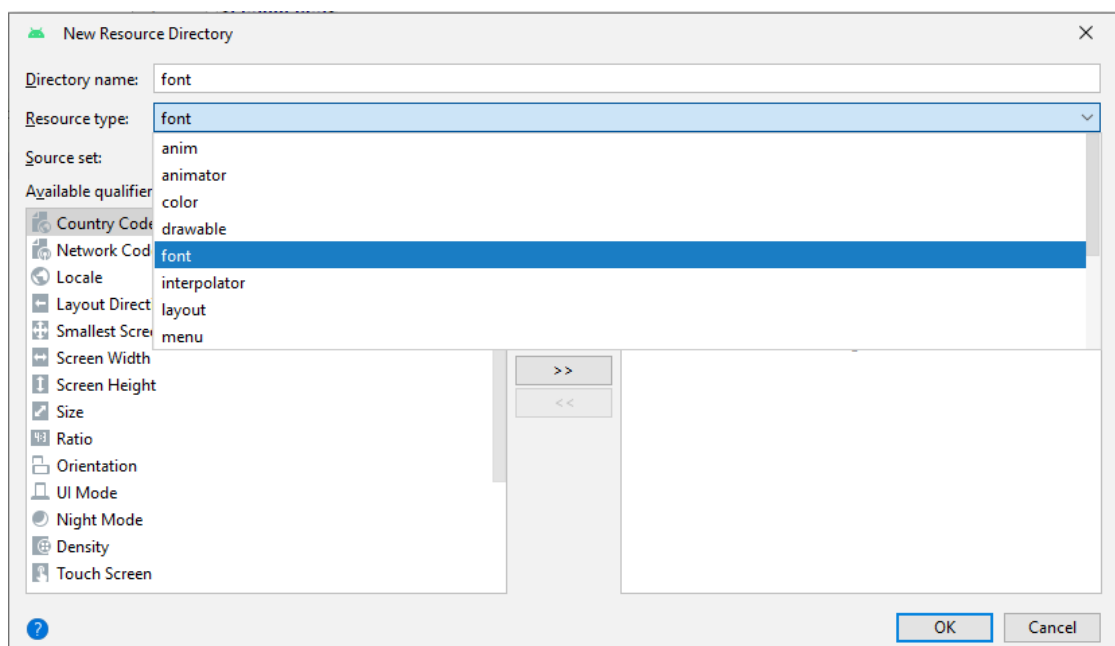 New Resource Directory
Directory name: font
Resource type: font
anim
Source set:
animator
Available qualifier
color
Country Code
drawable
Network Cod
font
Locale
interpolator
Layout Direct
layout
Smallest Scre
menu
Screen Width
>>
Screen Height
<<
Size
Ratio
Orientation
UI Mode
Night Mode
Density
Touch Screen
? OK Cancel